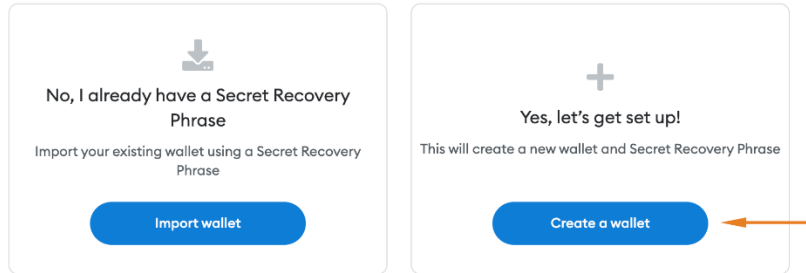 No, I already have a Secret Recovery
Phrase
Import your existing wallet using a Secret Recovery
Phrase
Import wallet
Yes, let's get set up!
This will create a new wallet and Secret Recovery Phrase
Create a wallet